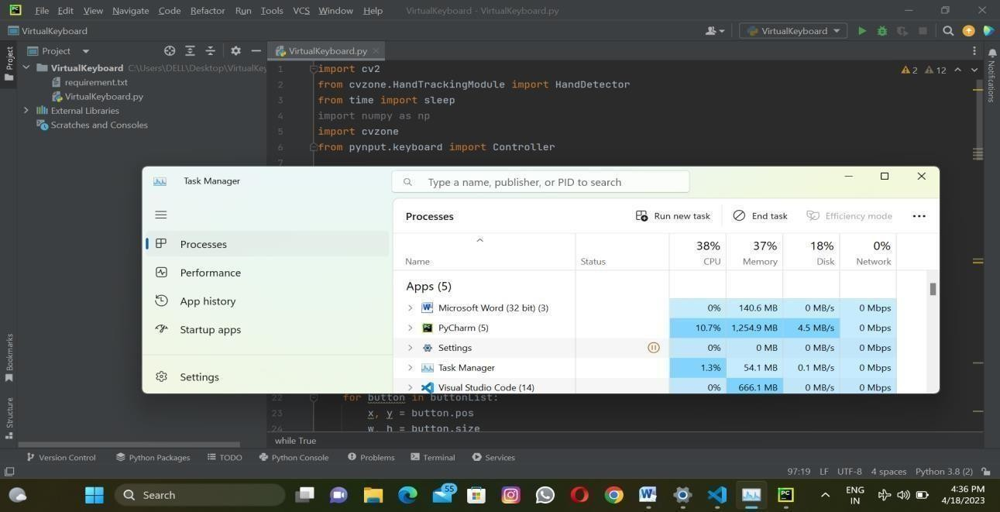 File Edit View Navigate Code Refactor Run Tools VCS Window Help VirtualKeyboard - VirtualKeyboard.py
VirtualKeyboard
VirtualKeyboard
Project
Project
VirtualKeyboard.py
VirtualKeyboard C:\Users\DELL\Desktop\VirtualKey
requirement.txt
VirtualKeyboard.py
External Libraries
Scratches and Consoles
1 import cv2
2 from cvzone.HandTrackingModule import HandDetector
3 from time import sleep
4 import numpy as np
5 import cvzone
6 from pynput.keyboard import Controller
7
2 12
Notifications
Task Manager
Type a name, publisher, or PID to search
Processes
Performance
App history
Startup apps
Settings
Processes
Run new task End task Efficiency mode
38% 37% 18% 0%
Name Status CPU Memory Disk Network
Apps (5)
Microsoft Word (32 bit) (3) 0% 140.6 MB 0 MB/s 0 Mbps
PyCharm (5) 10.7% 1,254.9 MB 4.5 MB/s 0 Mbps
Settings 0% 0 MB 0 MB/s 0 Mbps
Task Manager 1.3% 54.1 MB 0.1 MB/s 0 Mbps
Visual Studio Code (14) 0% 666.1 MB 0 MB/s 0 Mbps
22 for button in buttonList:
23 x, y = button.pos
24 w, h = button.size
while True
Bookmarks
Structure
Version Control Python Packages TODO Python Console Problems Terminal Services
97:19 LF UTF-8 4 spaces Python 3.8 (2)
Search
55
ENG
IN
4:36 PM
4/18/2023